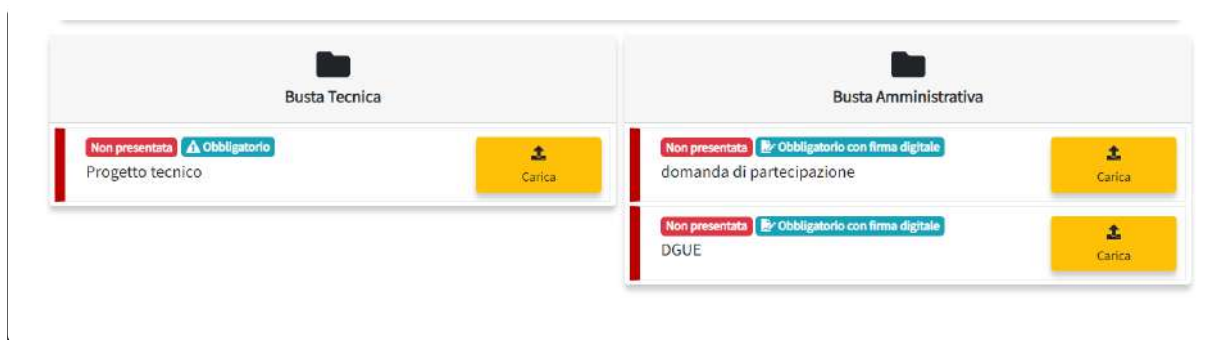 Busta Tecnica
Non presentata Obbligatorio
Progetto tecnico
Carica
Busta Amministrativa
Non presentata Obbligatorio con firma digitale
domanda di partecipazione
Carica
Non presentata Obbligatorio con firma digitale
DGUE
Carica